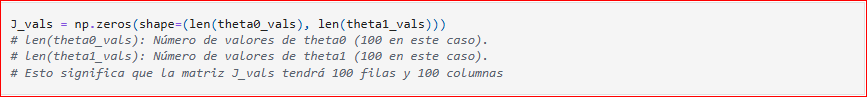 J_vals = np.zeros(shape=(len(theta0_vals), len(theta1_vals)))
# len(theta0_vals): Número de valores de theta0 (100 en este caso).
# len(theta1_vals): Número de valores de theta1 (100 en este caso).
# Esto significa que la matriz J_vals tendrá 100 filas y 100 columnas